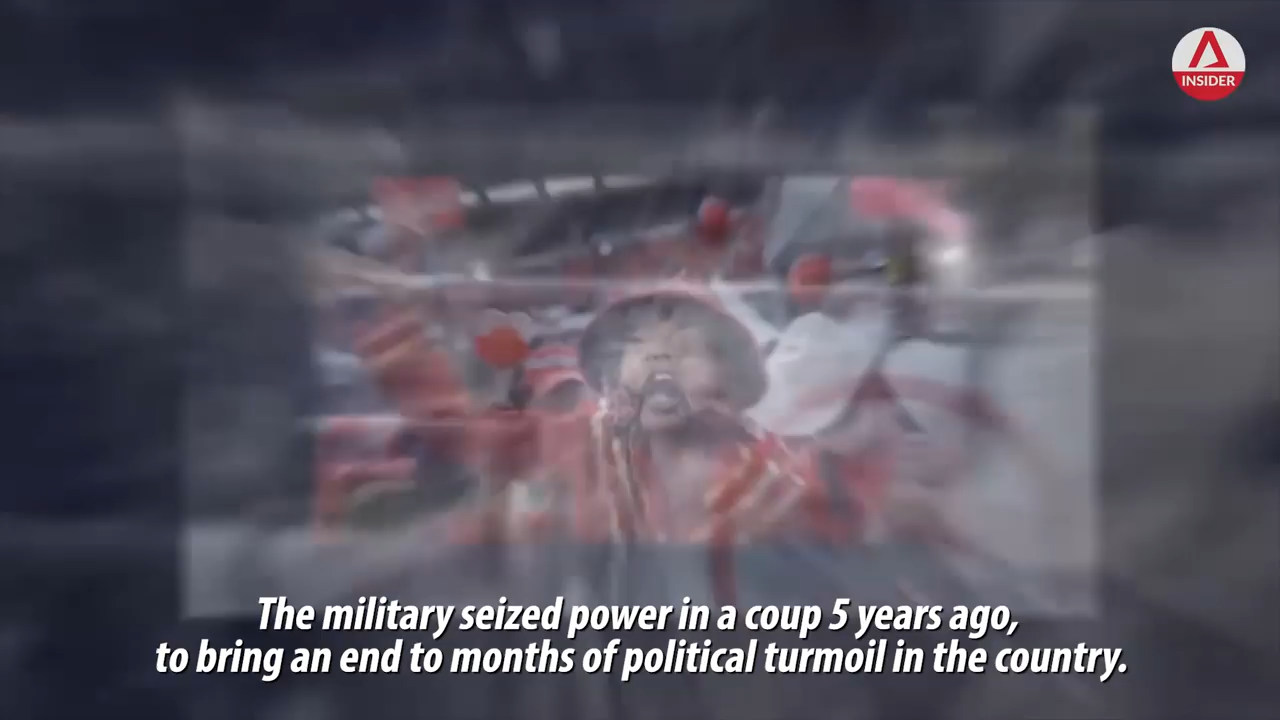 INSIDER
The military seized power in a coup 5 years ago,
to bring an end to months of political turmoil in the country.